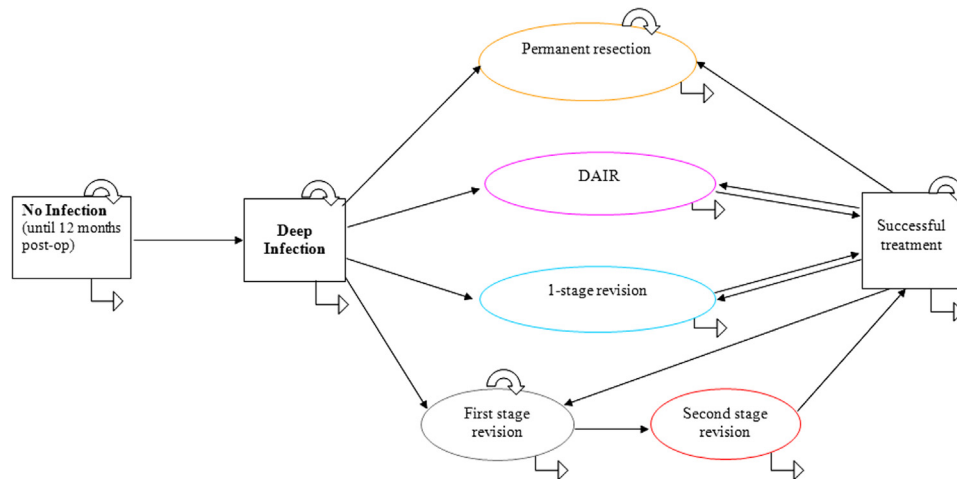 Permanent resection
DAIR
No Infection
(until 12 months
post-op)
Deep
Infection
Successful
treatment
1-stage revision
First stage
revision
Second stage
revision